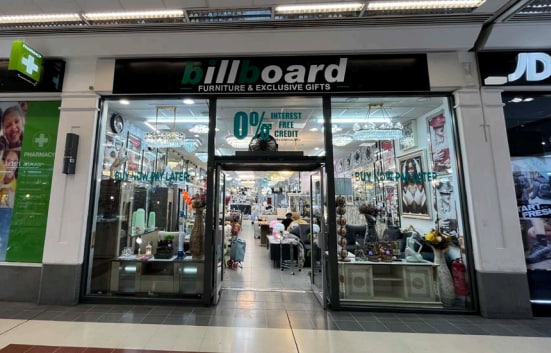 billboard
FURNITURE & EXCLUSIVE GIFTS
0% INTEREST
FREE
CREDIT
BUY NOW PAY LATER
BUY NOW PAY LATER
PHARMACY
JD